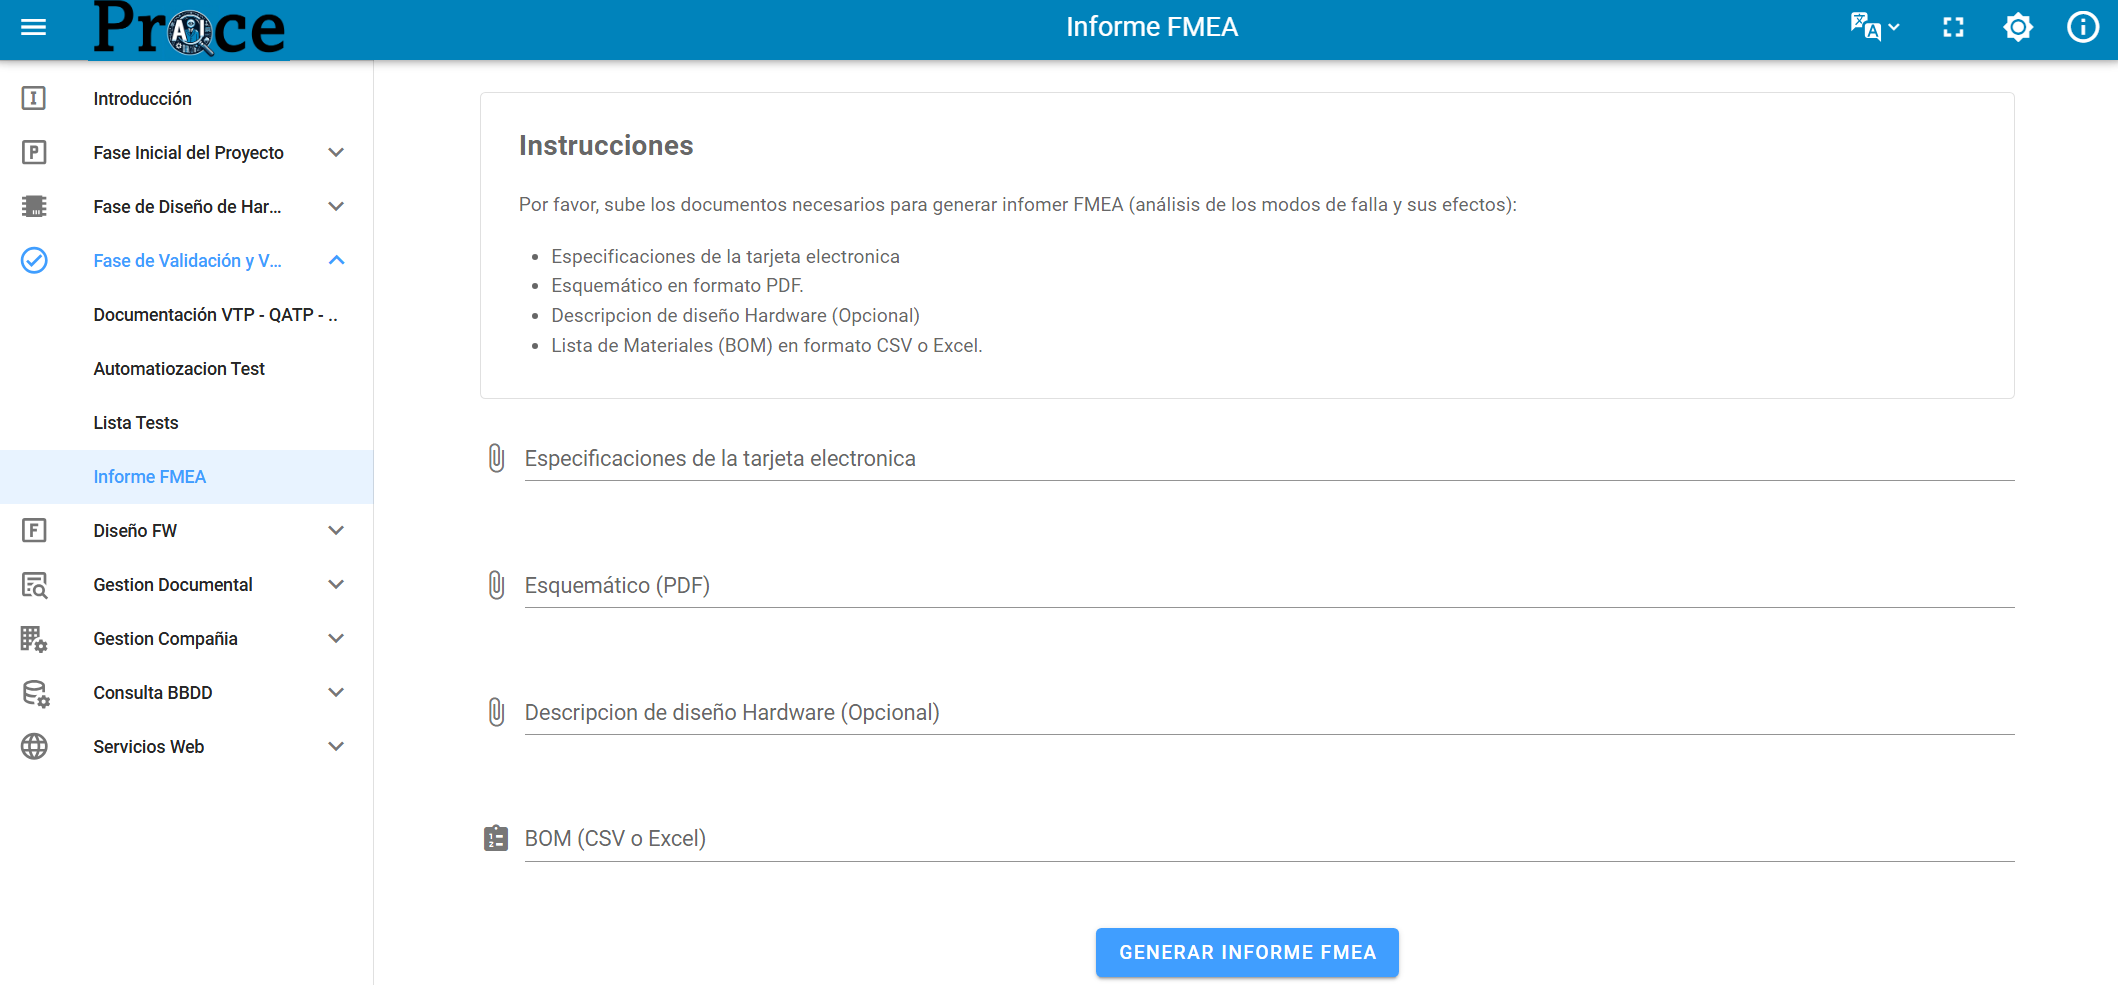 PrAIce
Informe FMEA
Introducción
Fase Inicial del Proyecto
Fase de Diseño de Har...
Fase de Validación y V...
Documentación VTP - QATP - ..
Automatiozacion Test
Lista Tests
Informe FMEA
Diseño FW
Gestion Documental
Gestion Compañia
Consulta BBDD
Servicios Web
Instrucciones
Por favor, sube los documentos necesarios para generar infomer FMEA (análisis de los modos de falla y sus efectos):
Especificaciones de la tarjeta electronica
Esquemático en formato PDF.
Descripcion de diseño Hardware (Opcional)
Lista de Materiales (BOM) en formato CSV o Excel.
Especificaciones de la tarjeta electronica
Esquemático (PDF)
Descripcion de diseño Hardware (Opcional)
BOM (CSV o Excel)
GENERAR INFORME FMEA